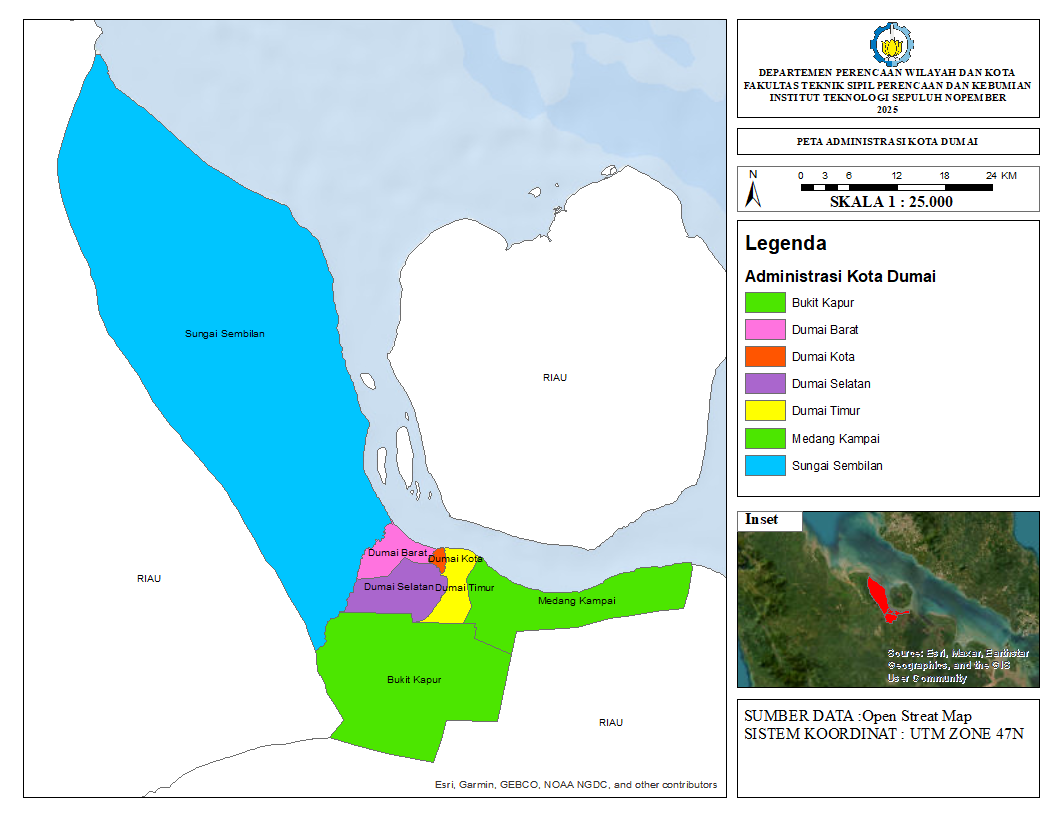 DEPARTEMEN PERENCAAN WILAYAH DAN KOTA
FAKULTAS TEKNIK SIPIL PERENCAAN DAN KEBUMIAN
INSTITUT TEKNOLOGI SEPULUH NOPEMBER
2025
PETA ADMINISTRASI KOTA DUMAI
N
0 3 6 12 18 24 KM
SKALA 1 : 25.000
Legenda
Administrasi Kota Dumai
Bukit Kapur
Dumai Barat
Dumai Kota
Dumai Selatan
Dumai Timur
Medang Kampai
Sungai Sembilan
Inset
Source: Esri, Maxar, Earthstar
Geographics, and the GIS
User Community
SUMBER DATA :Open Streat Map
SISTEM KOORDINAT : UTM ZONE 47N
Sungai Sembilan
RIAU
RIAU
Dumai Barat
Dumai Kota
Dumai Selatan
Dumai Timur
Medang Kampai
Bukit Kapur
RIAU
Esri, Garmin, GEBCO, NOAA NGDC, and other contributors